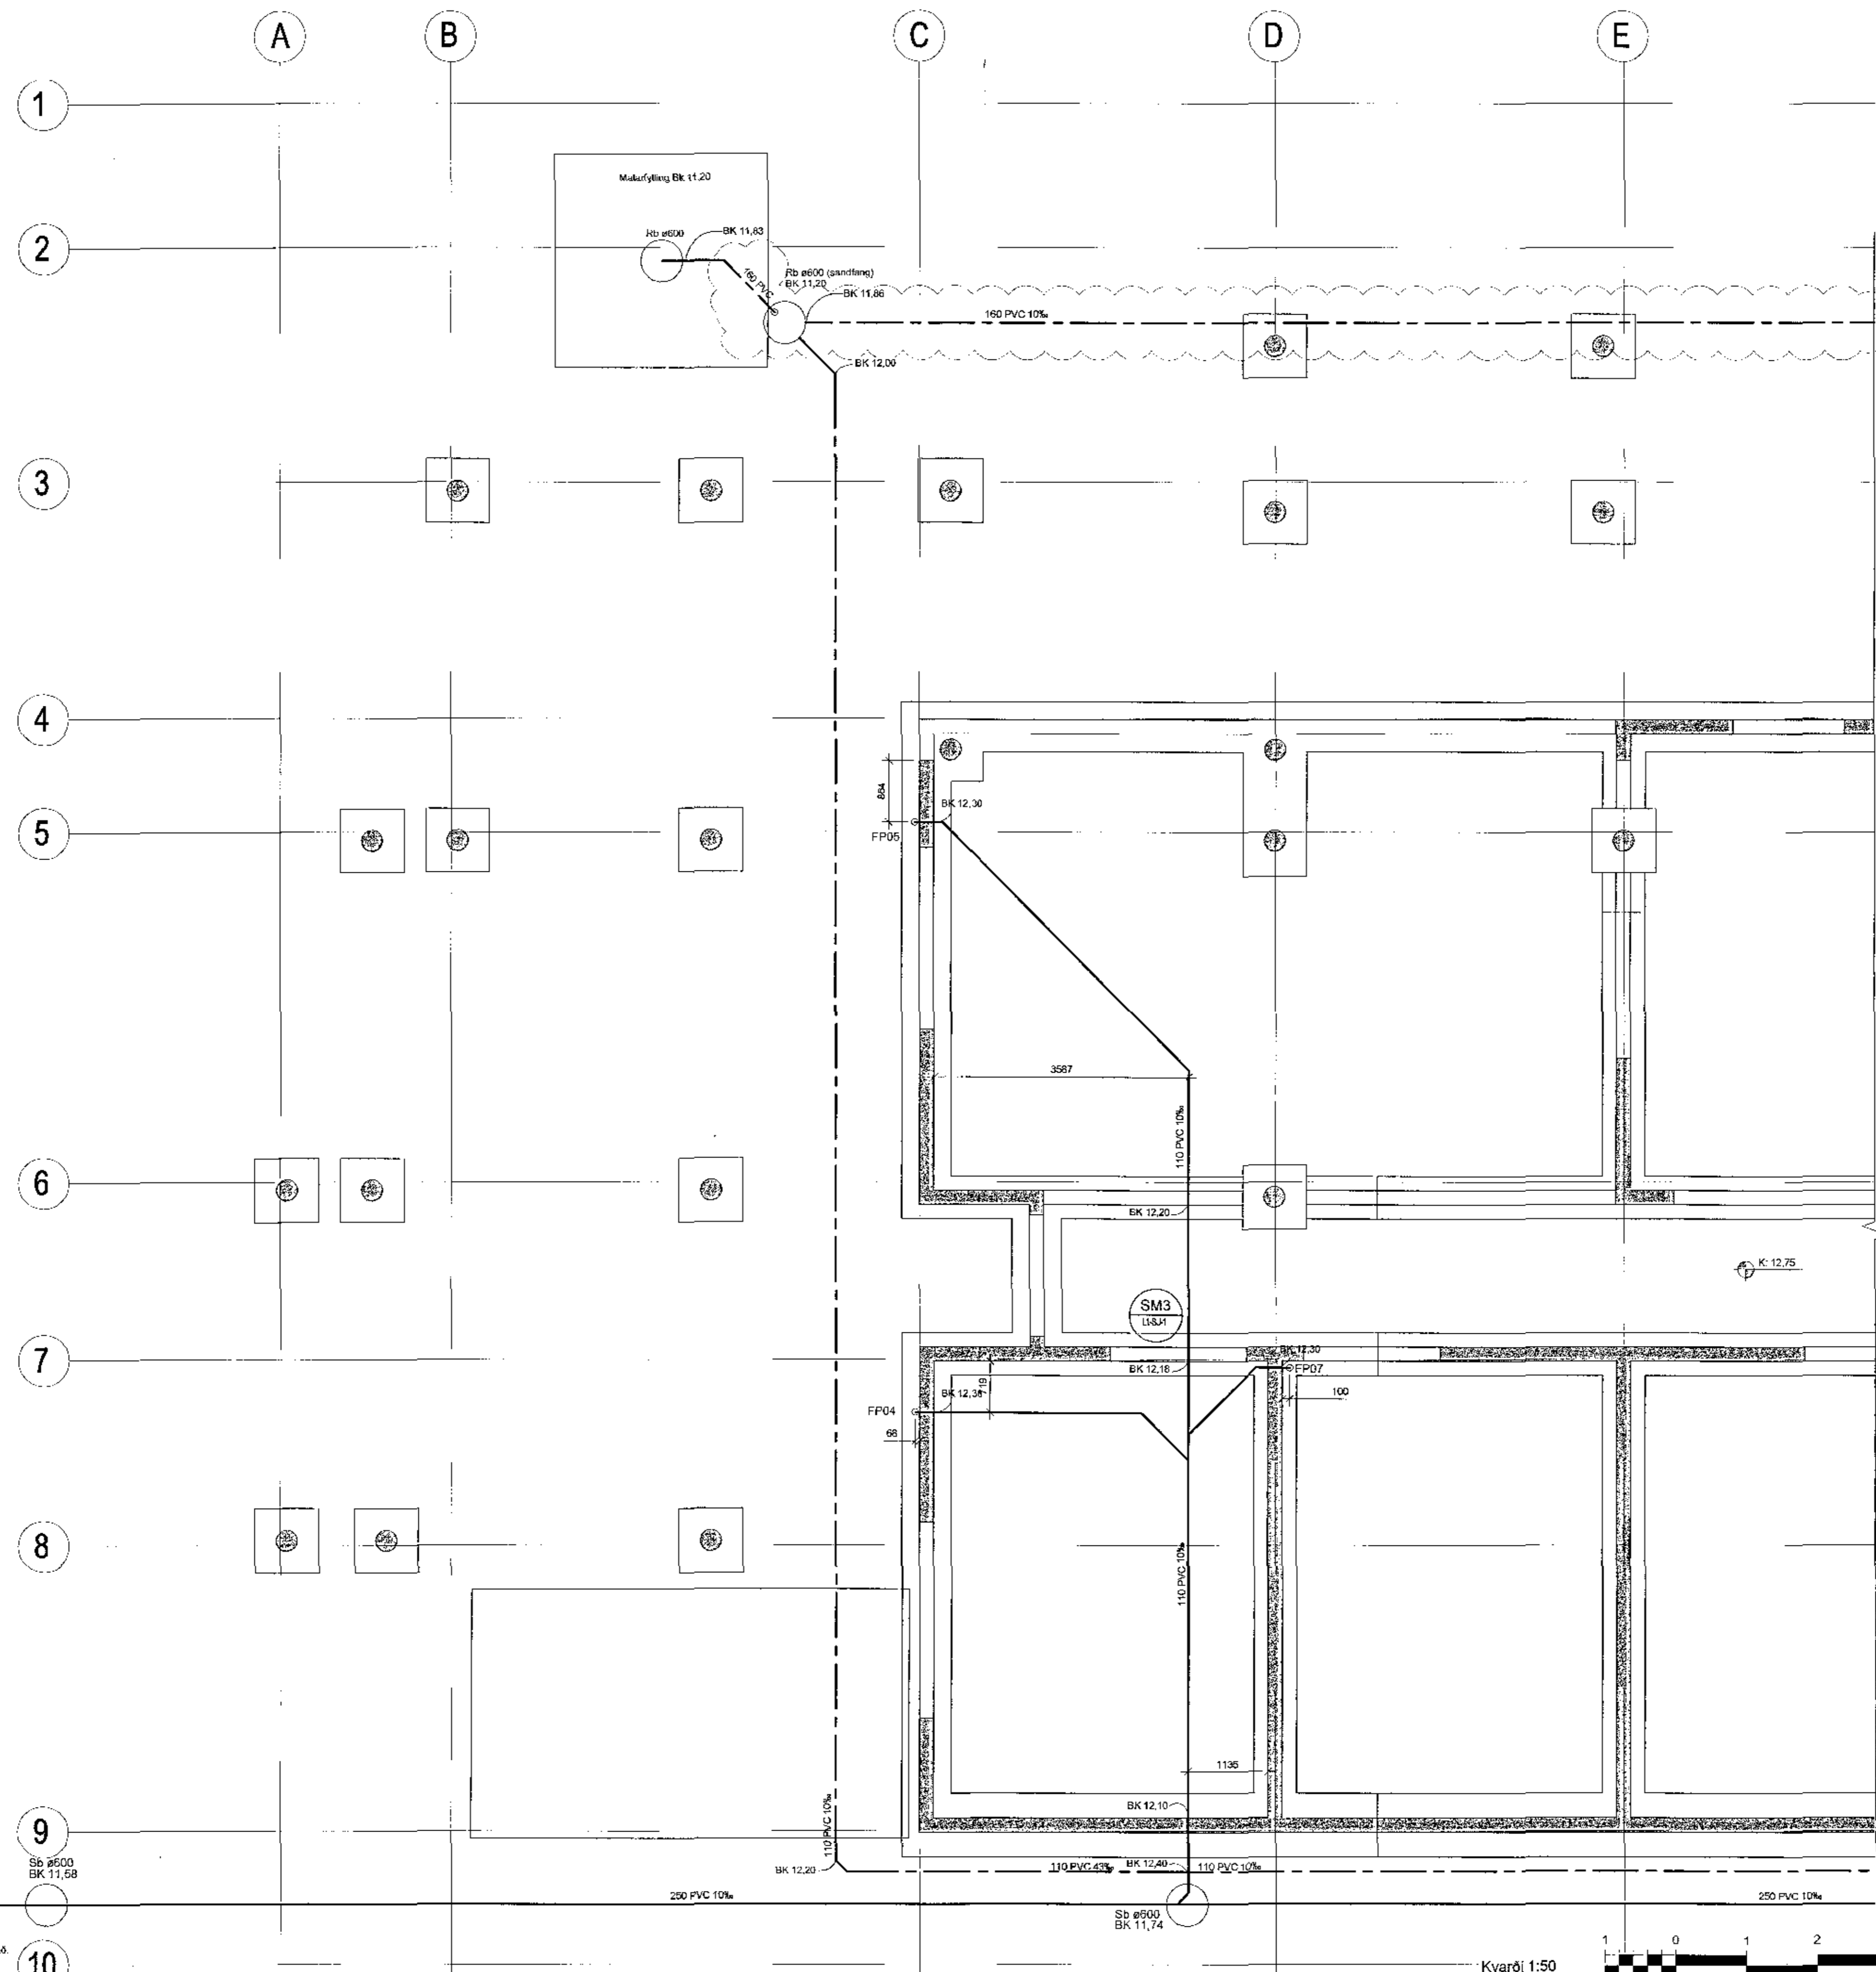 A
B
C
D
E
1
Malarfylling Bk 11,20
2
Rb ø600
BK 11,83
160 PVC
Rb ø600 (sandfang)
BK 11,20
BK 11,86
160 PVC 10‰
BK 12,00
3
4
864
BK 12,30
5
FP05
3587
110 PVC 10‰
6
BK 12,20
K: 12,75
SM3
7
BK 12,30
BK 12,18
FP07
100
FP04
68
8
110 PVC 10‰
1135
110 PVC 10‰
BK 12,10
9
Sb ø600
BK 11,58
BK 12,20
110 PVC 43‰
BK 12,40
110 PVC 10‰
250 PVC 10‰
250 PVC 10‰
Sb ø600
BK 11,74
10
Kvarði 1:50
1 0 1 2